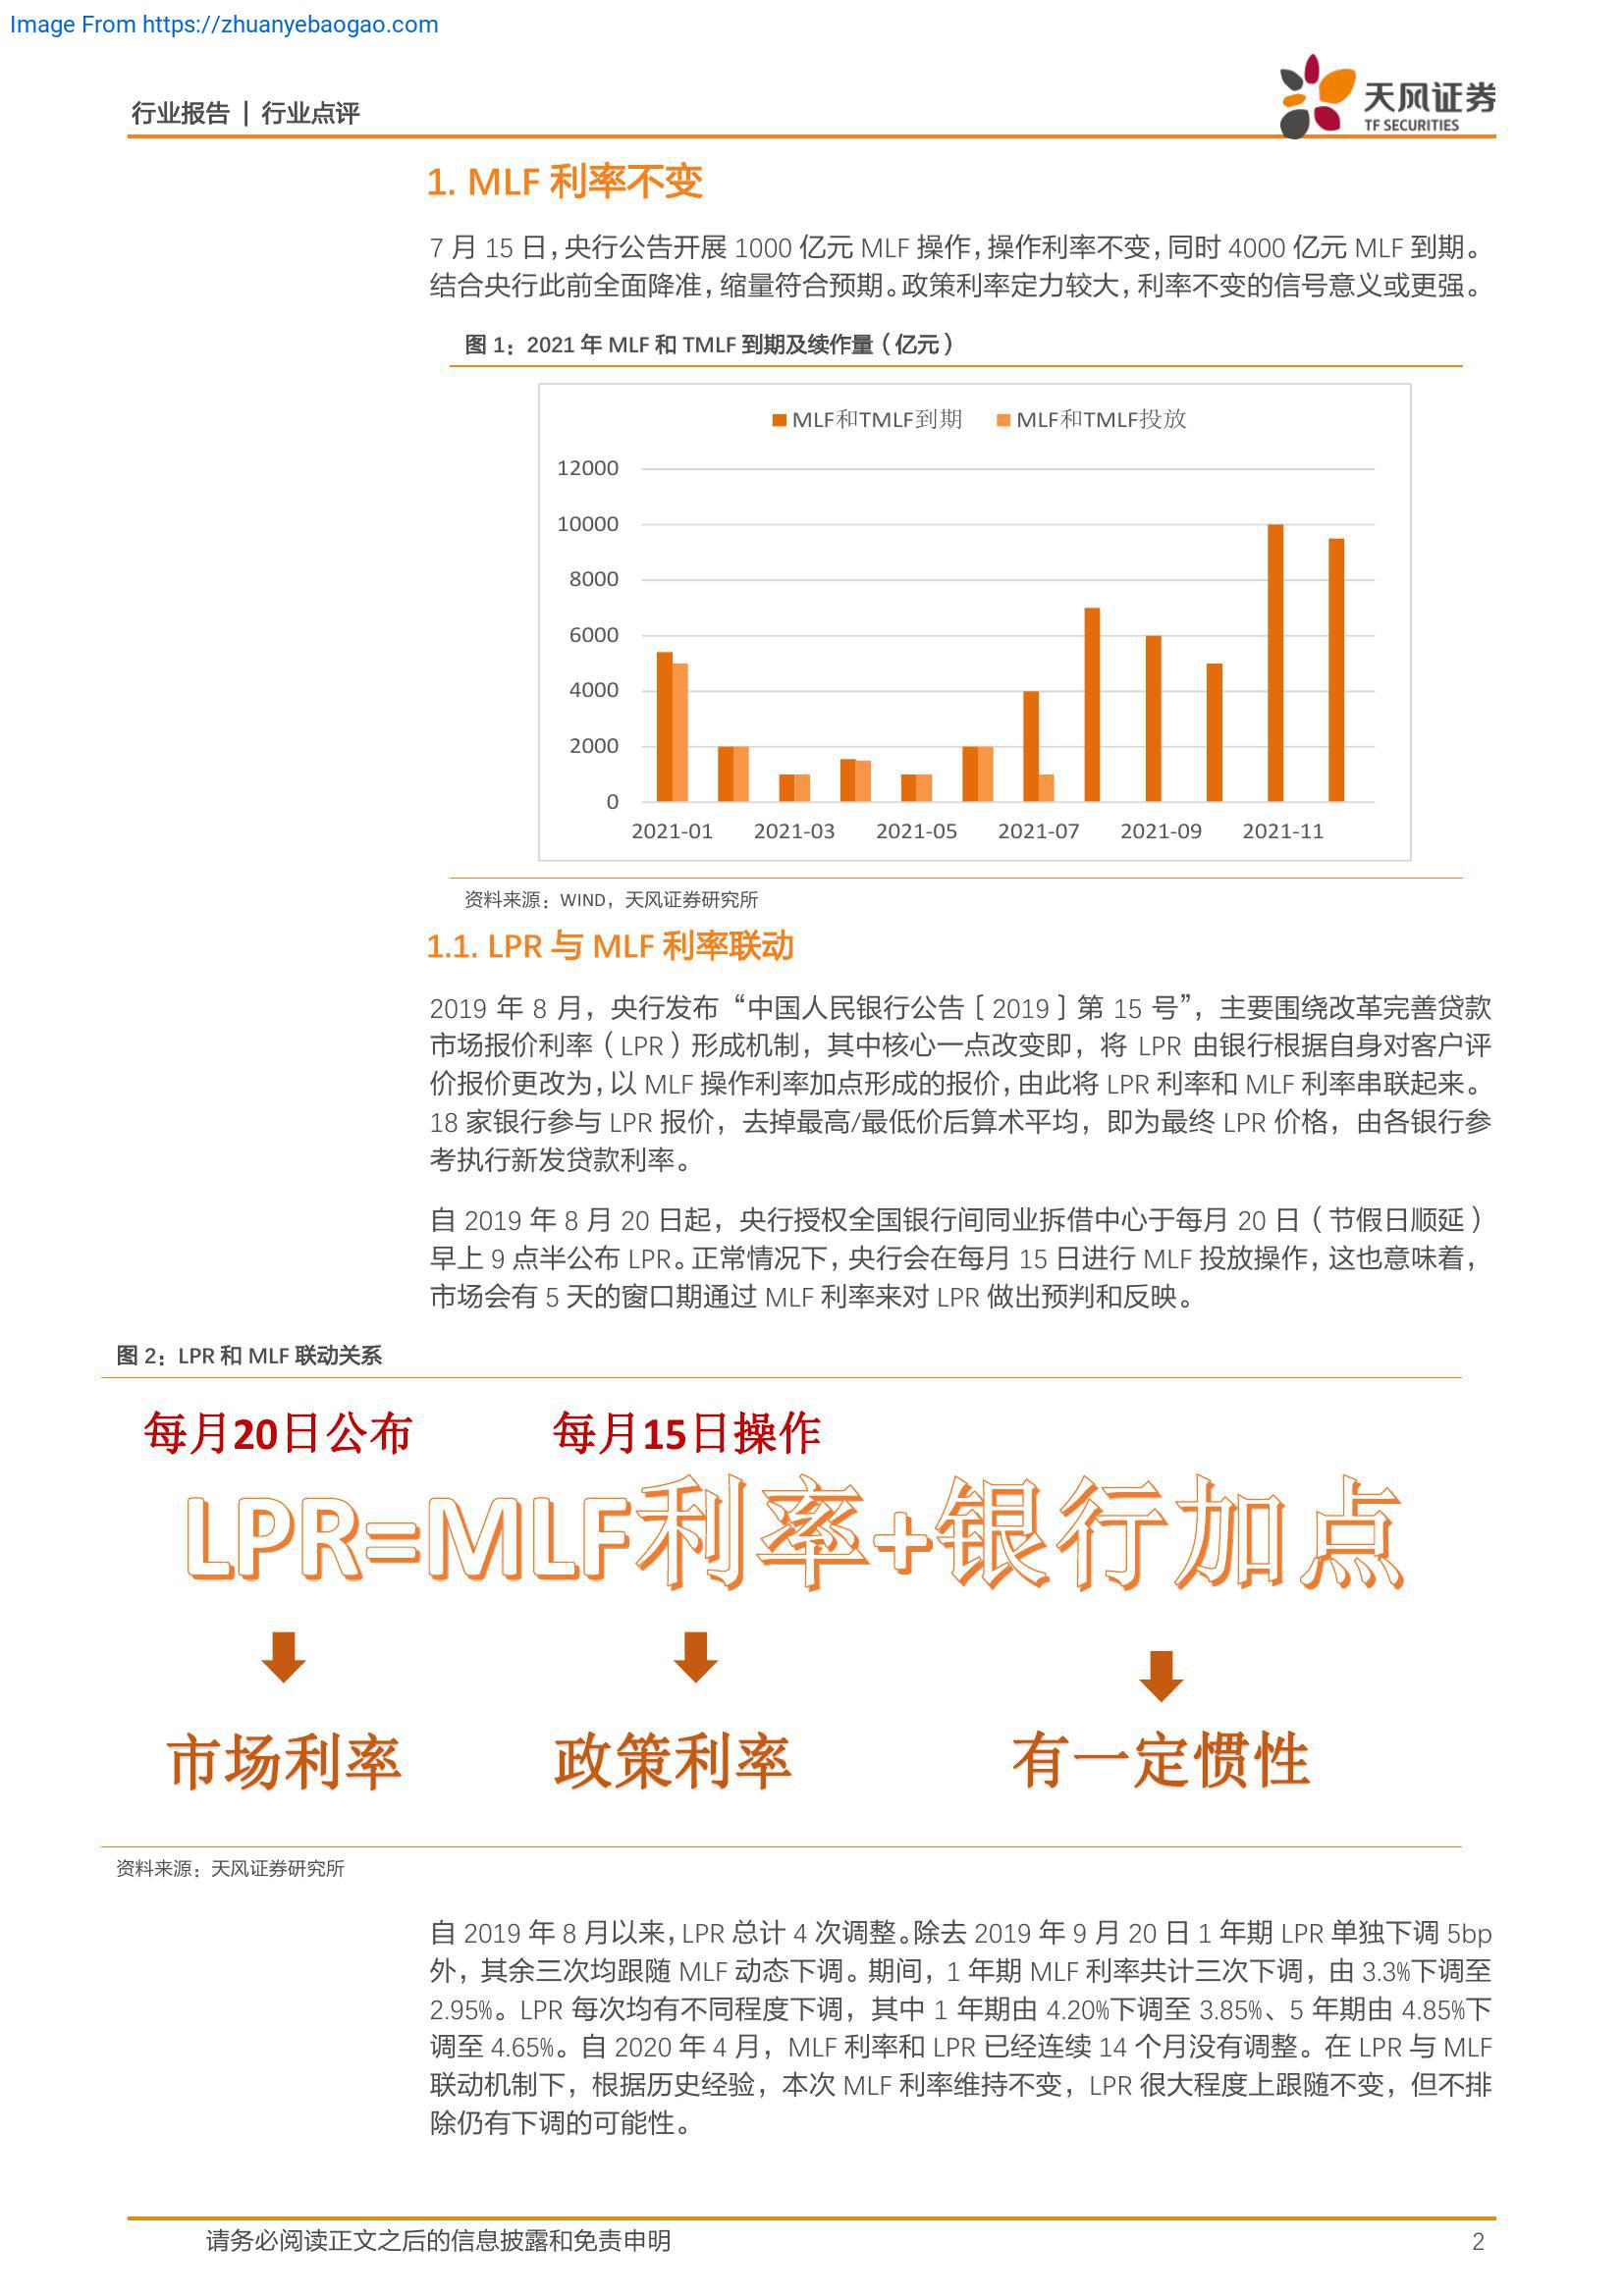 Image From https://zhuanyebaogao.com
行业报告 | 行业点评
天风证券
TF SECURITIES
1. MLF 利率不变
7 月 15 日，央行公告开展 1000 亿元 MLF 操作，操作利率不变，同时 4000 亿元 MLF 到期。
结合央行此前全面降准，缩量符合预期。政策利率定力较大，利率不变的信号意义或更强。
图 1：2021 年 MLF 和 TMLF 到期及续作量（亿元）
MLF和TMLF到期 MLF和TMLF投放
12000
10000
8000
6000
4000
2000
0
2021-01 2021-03 2021-05 2021-07 2021-09 2021-11
资料来源：WIND，天风证券研究所
1.1. LPR 与 MLF 利率联动
2019 年 8 月，央行发布“中国人民银行公告〔2019〕第 15 号”，主要围绕改革完善贷款
市场报价利率（LPR）形成机制，其中核心一点改变即，将 LPR 由银行根据自身对客户评
价报价更改为，以 MLF 操作利率加点形成的报价，由此将 LPR 利率和 MLF 利率串联起来。
18 家银行参与 LPR 报价，去掉最高/最低价后算术平均，即为最终 LPR 价格，由各银行参
考执行新发贷款利率。
自 2019 年 8 月 20 日起，央行授权全国银行间同业拆借中心于每月 20 日（节假日顺延）
早上 9 点半公布 LPR。正常情况下，央行会在每月 15 日进行 MLF 投放操作，这也意味着，
市场会有 5 天的窗口期通过 MLF 利率来对 LPR 做出预判和反映。
图 2：LPR 和 MLF 联动关系
每月20日公布 每月15日操作
LPR=MLF利率+银行加点
市场利率 政策利率 有一定惯性
资料来源：天风证券研究所
自 2019 年 8 月以来，LPR 总计 4 次调整。除去 2019 年 9 月 20 日 1 年期 LPR 单独下调 5bp
外，其余三次均跟随 MLF 动态下调。期间，1 年期 MLF 利率共计三次下调，由 3.3%下调至
2.95%。LPR 每次均有不同程度下调，其中 1 年期由 4.20%下调至 3.85%、5 年期由 4.85%下
调至 4.65%。自 2020 年 4 月，MLF 利率和 LPR 已经连续 14 个月没有调整。在 LPR 与 MLF
联动机制下，根据历史经验，本次 MLF 利率维持不变，LPR 很大程度上跟随不变，但不排
除仍有下调的可能性。
请务必阅读正文之后的信息披露和免责申明 2